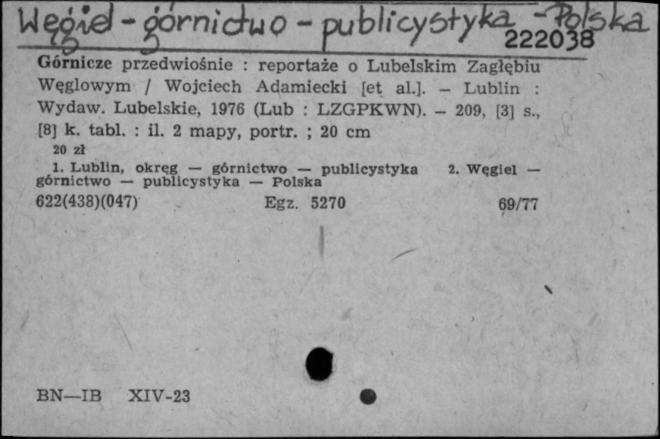 Węgiel - górnictwo - publicystyka - Polska
222038
Górnicze przedwiośnie : reportaże o Lubelskim Zagłębiu
Węglowym / Wojciech Adamiecki [et al.]. — Lublin :
Wydaw. Lubelskie, 1976 (Lub : LZGPKWN). — 209, [3] s.,
[8] k. tabl. : il. 2 mapy, portr. ; 20 cm
20 zł
1. Lublin, okręg — górnictwo — publicystyka 2. Węgiel —
górnictwo — publicystyka — Polska
622(438)(047) Egz. 5270 69/77
BN—IB XIV-23